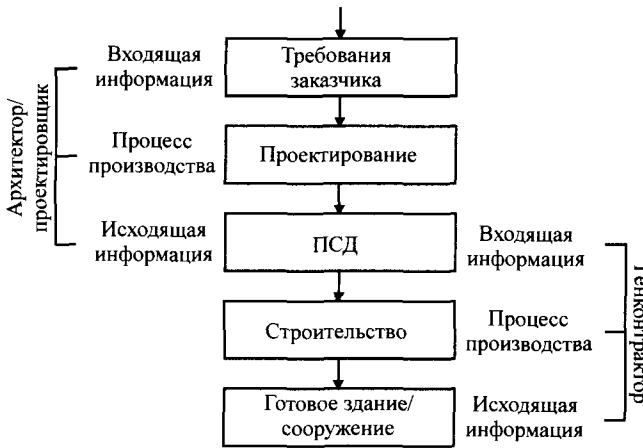 Входящая
информация
Требования
заказчика
Архитектор/
проектировщик
Процесс
производства
Проектирование
Исходящая
информация
ПСД
Входящая
информация
Строительство
Процесс
производства
Генконтрактор
Готовое здание/
сооружение
Исходящая
информация